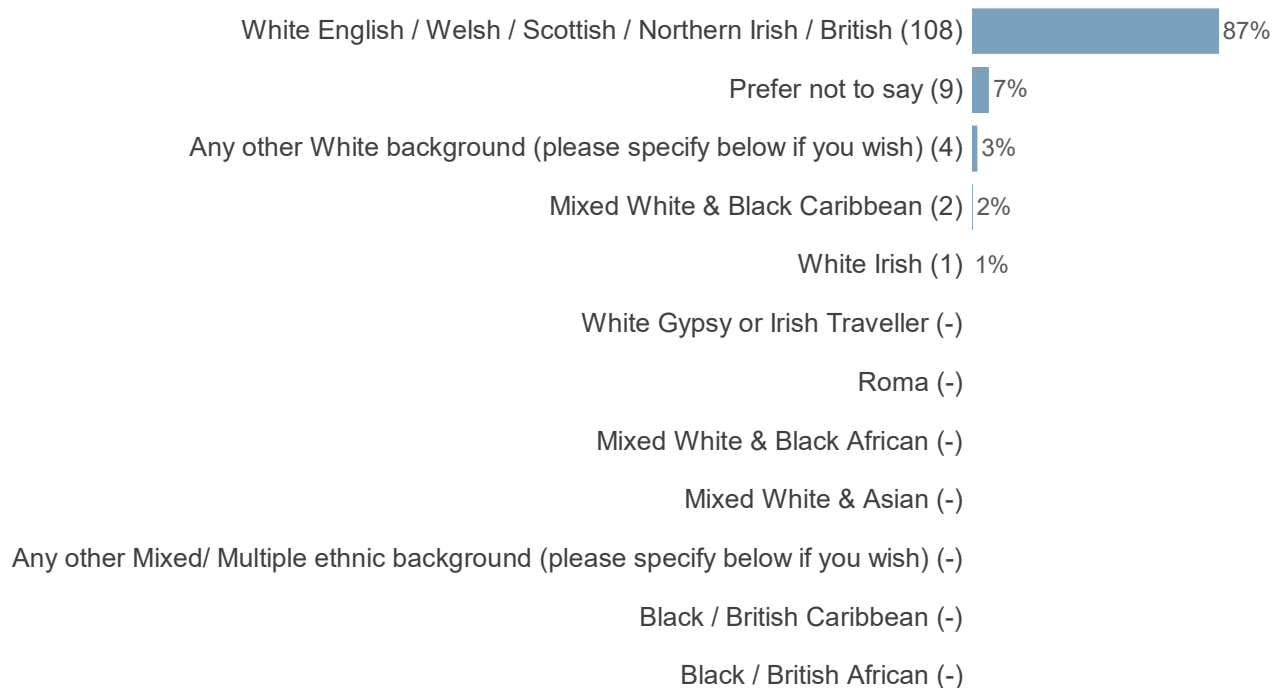 White English / Welsh / Scottish / Northern Irish / British (108) 87%
Prefer not to say (9) 7%
Any other White background (please specify below if you wish) (4) 3%
Mixed White & Black Caribbean (2) 2%
White Irish (1) 1%
White Gypsy or Irish Traveller (-)
Roma (-)
Mixed White & Black African (-)
Mixed White & Asian (-)
Any other Mixed/ Multiple ethnic background (please specify below if you wish) (-)
Black / British Caribbean (-)
Black / British African (-)